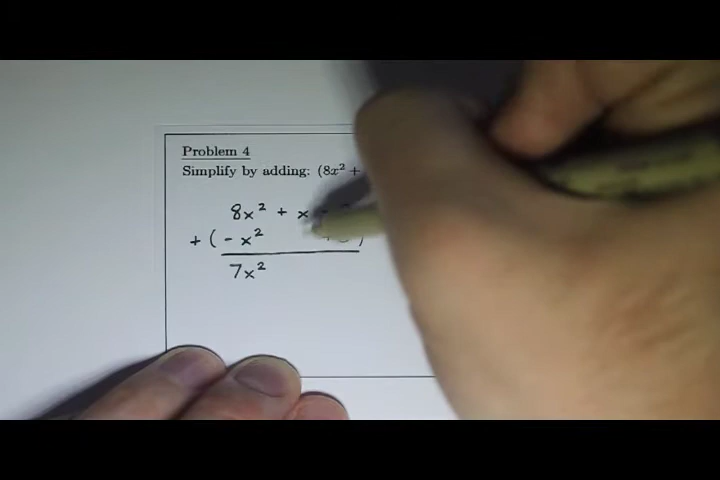 Problem 4
Simplify by adding: (8x² +
8x² + x -
+ ( - x² + )
7x²